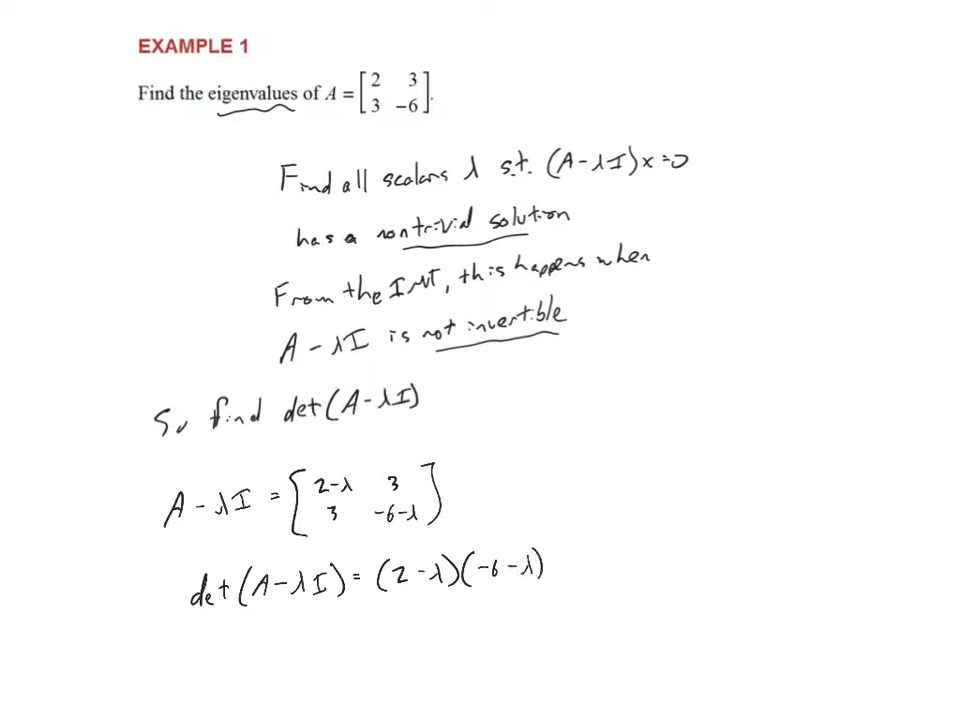 EXAMPLE 1
Find the eigenvalues of A = [2 3
3 −6].
Find all scalars λ s.t. (A-λI)x=0
has a nontrivial solution
From the IMT, this happens when
A-λI is not invertible
So find det(A-λI)
A-λI = [2-λ 3
3 -6-λ]
det(A-λI)= (2-λ)(-6-λ)